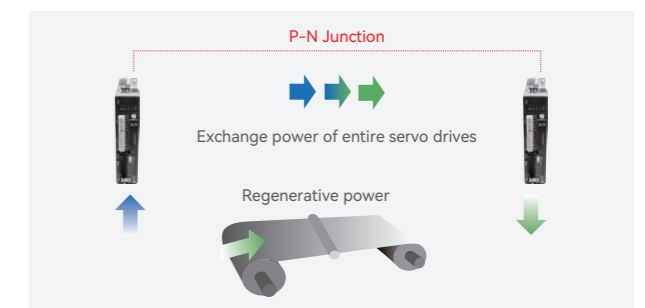 P-N Junction
Exchange power of entire servo drives
Regenerative power